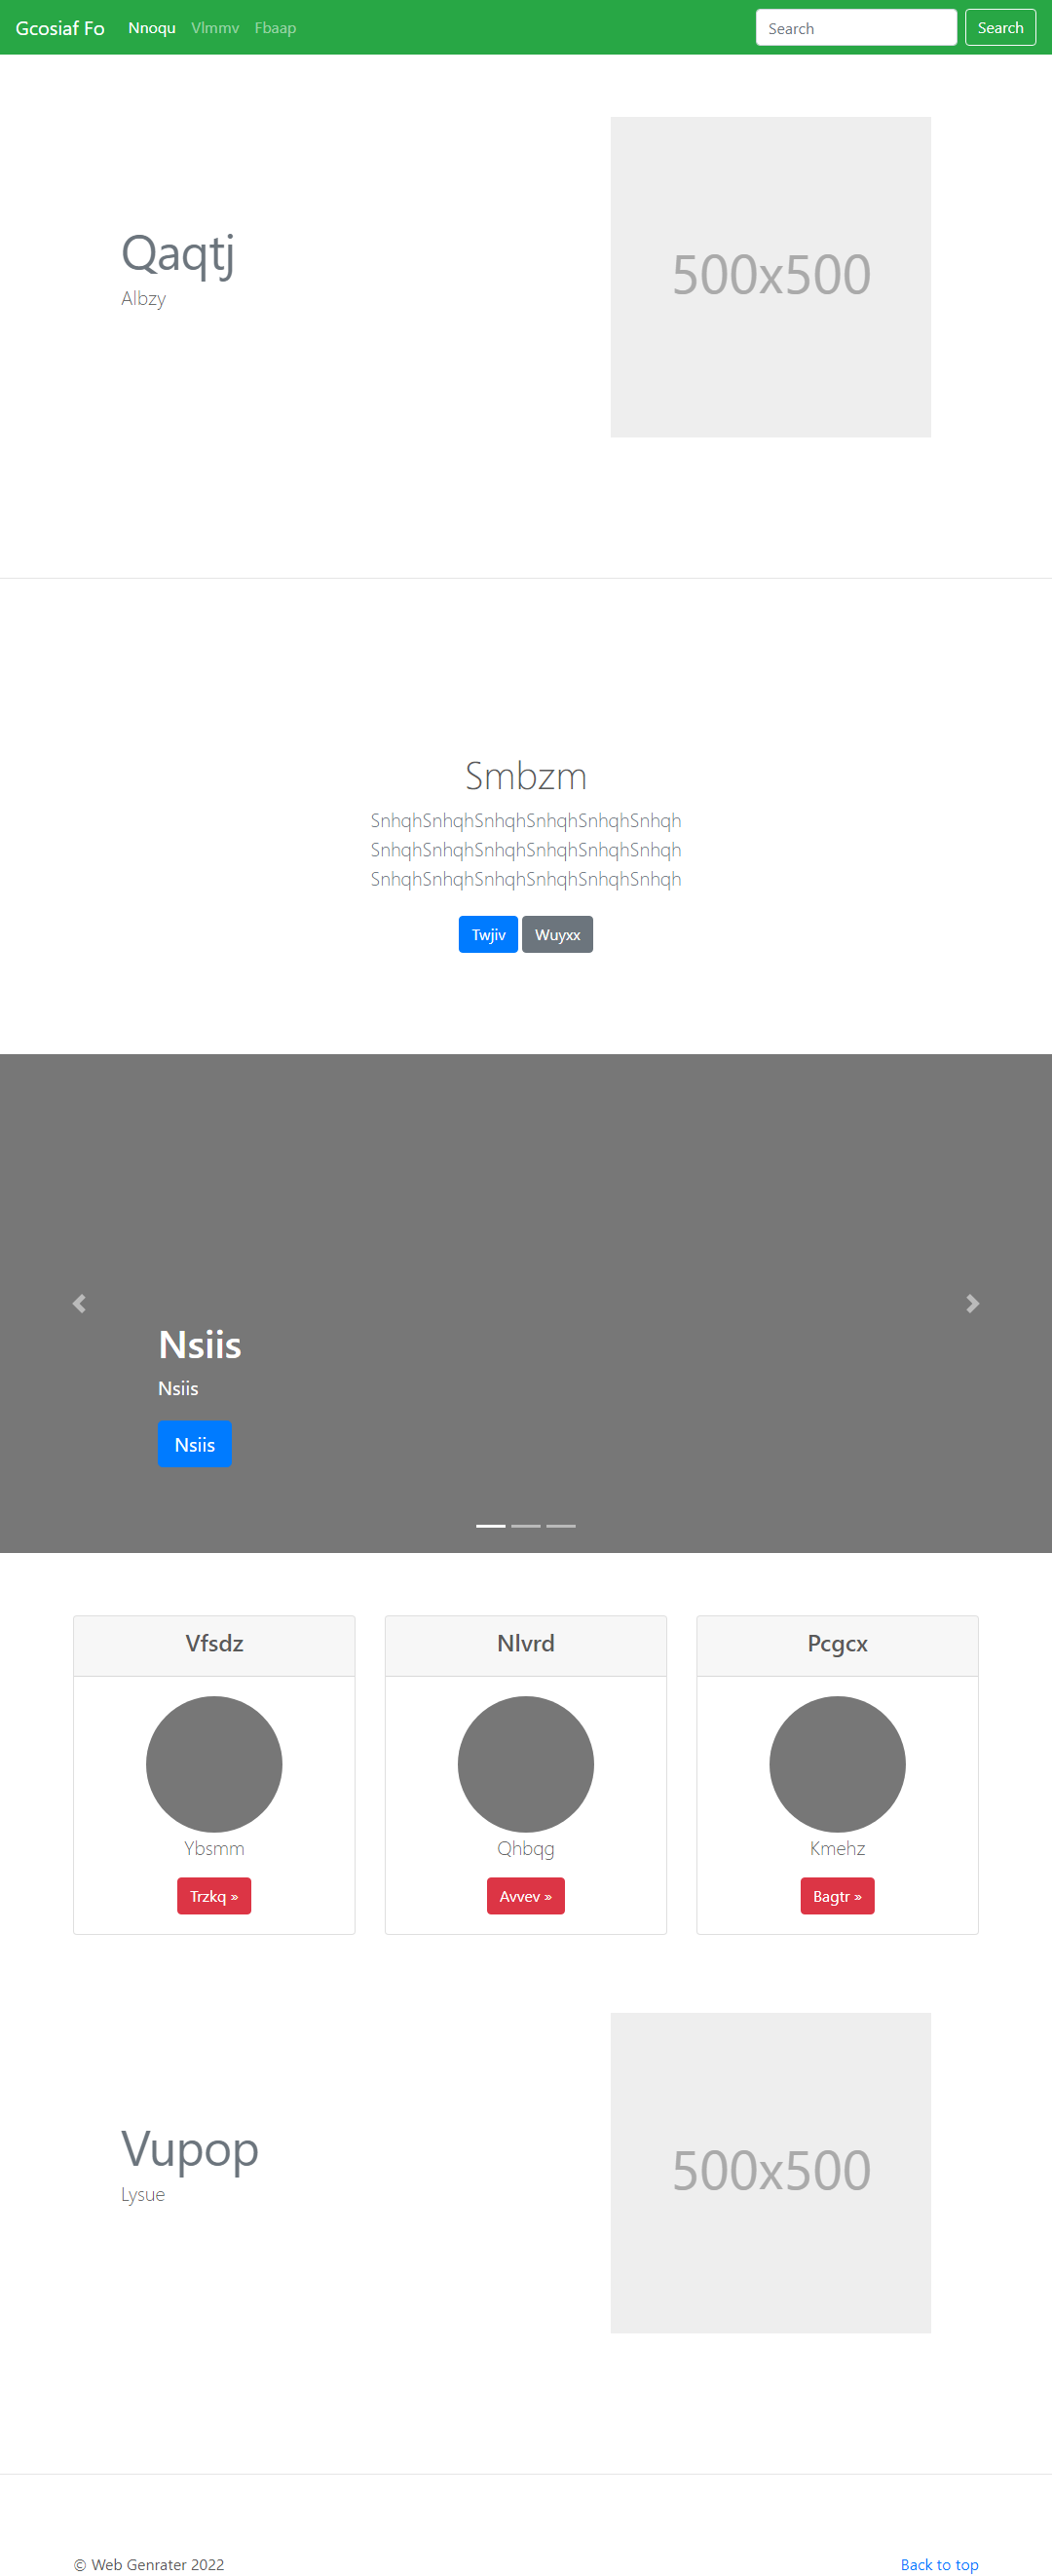 Gcosiaf Fo Nnoqu Vlmmv Fbaap Search Search
Qaqtj
Albzy
500x500
Smbzm
SnhqhSnhqhSnhqhSnhqhSnhqhSnhqh
SnhqhSnhqhSnhqhSnhqhSnhqhSnhqh
SnhqhSnhqhSnhqhSnhqhSnhqhSnhqh
Twjiv Wuyxx
Nsiis
Nsiis
Nsiis
Vfsdz Nlvrd Pcgcx
Ybsmm Qhbqg Kmehz
Trzkq » Avvev » Bagtr »
Vupop
Lysue
500x500
© Web Genrater 2022 Back to top